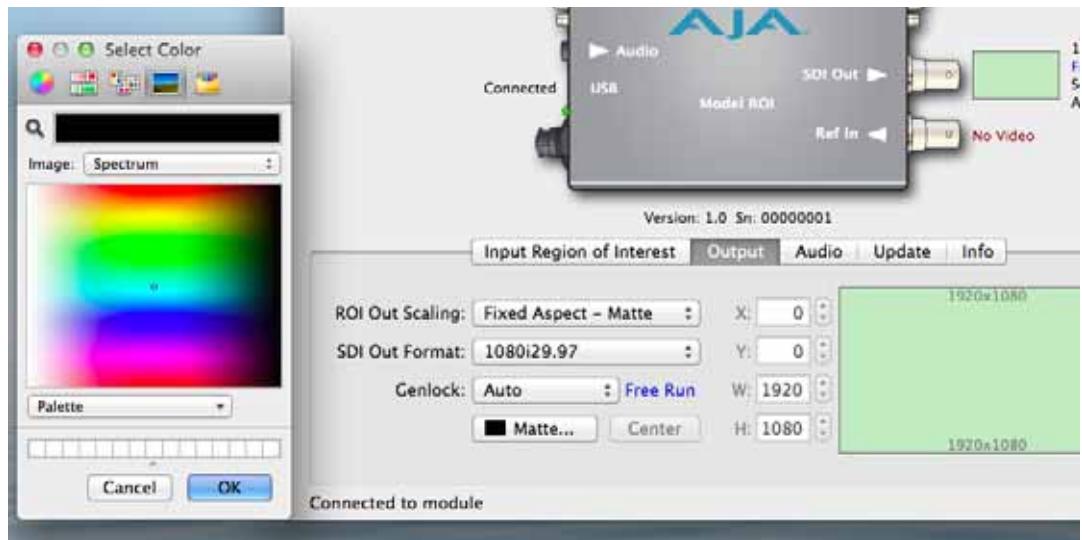 Select Color
Image: Spectrum
Palette
Cancel OK
AJA
Audio
Connected USB
SDI Out
Model ROI
Ref In
No Video
Version: 1.0 Sn: 00000001
Input Region of Interest Output Audio Update Info
ROI Out Scaling: Fixed Aspect – Matte X: 0
SDI Out Format: 1080i29.97 Y: 0
Genlock: Auto Free Run W: 1920
Matte... Center H: 1080
1920x1080
1920x1080
Connected to module